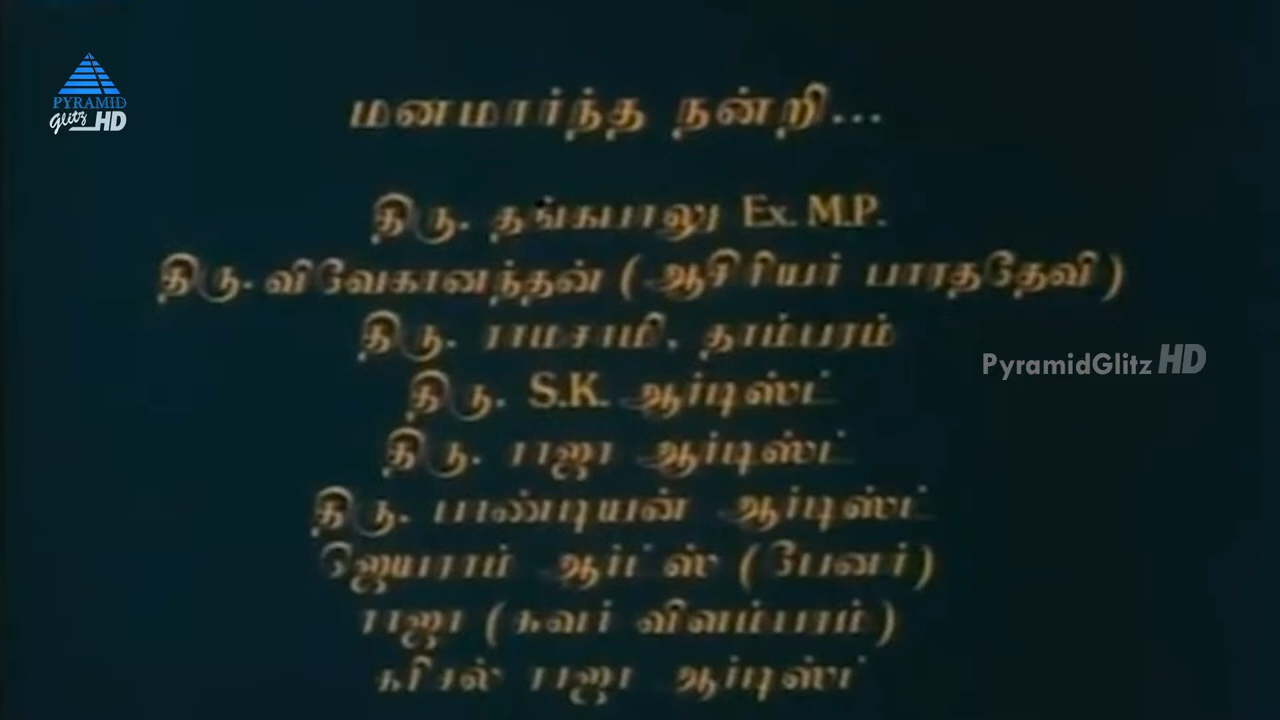 PYRAMID
glitz HD
மனமார்ந்த நன்றி...
திரு. தங்கபாலு Ex. M.P.
திரு. விவேகானந்தன் ( ஆசிரியர் பாரததேவி )
திரு. ராமசாமி, தாம்பரம்
PyramidGlitz HD
திரு. S.K. ஆர்டிஸ்ட்
திரு. ராஜா ஆர்டிஸ்ட்
திரு. பாண்டியன் ஆர்டிஸ்ட்
ஜெயராம் ஆர்ட்ஸ் ( பேனர் )
ராஜா ( சுவர் விளம்பரம் )
ராஜா ஆர்டிஸ்ட்